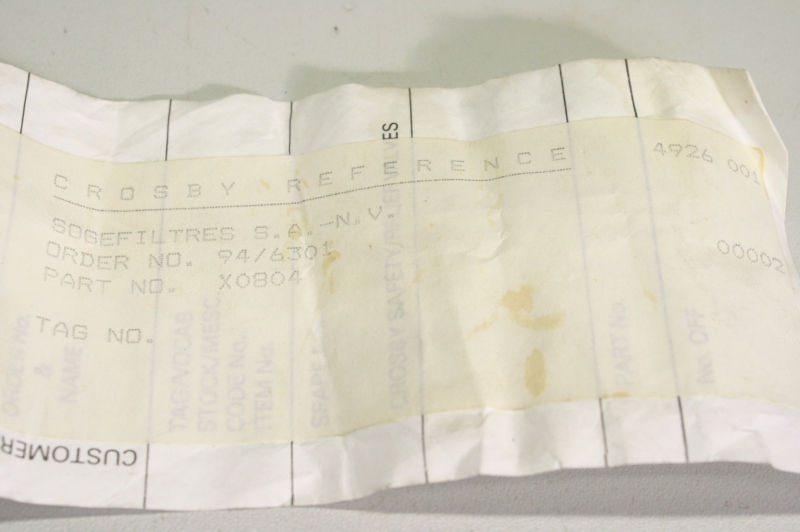 CROSBY REFERENCE 4926 001
SOGEFILTRES S.A.-N.V.
ORDER NO. 94/6301
PART NO. X0804
00002
TAG NO.
ORDER No.
&
NAME
TAG/VOCAB
STOCK/MESC.
CODE No.
ITEM No.
SPARE
CROSBY SAFETY/
PART No.
No. OFF
CUSTOMER